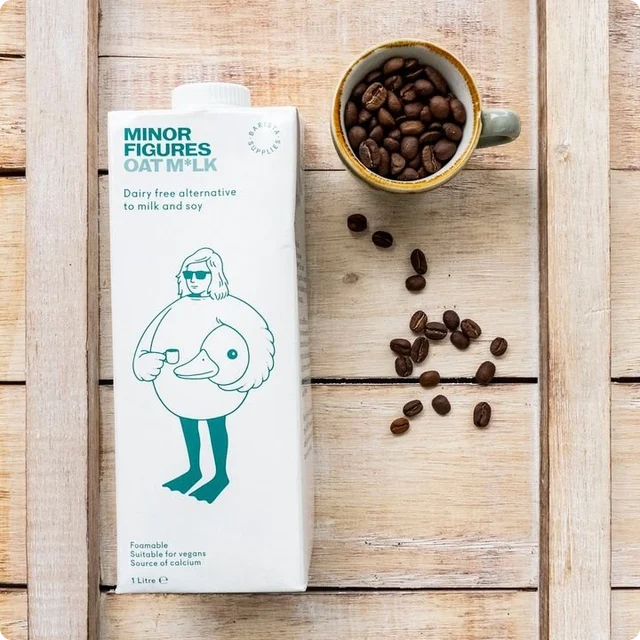 MINOR
FIGURES
OAT M*LK
BARISTA SUPPLIES
Dairy free alternative
to milk and soy
Foamable
Suitable for vegans
Source of calcium
1 Litre ℮